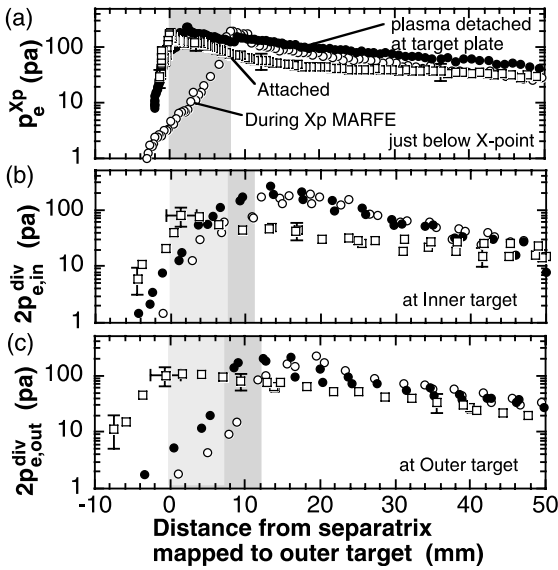 (a)
p_e^Xp (pa)
100
10
1
plasma detached
at target plate
Attached
During Xp MARFE
just below X-point
(b)
2p_e,in^div (pa)
100
10
1
at Inner target
(c)
2p_e,out^div (pa)
100
10
1
at Outer target
-10 0 10 20 30 40 50
Distance from separatrix
mapped to outer target (mm)